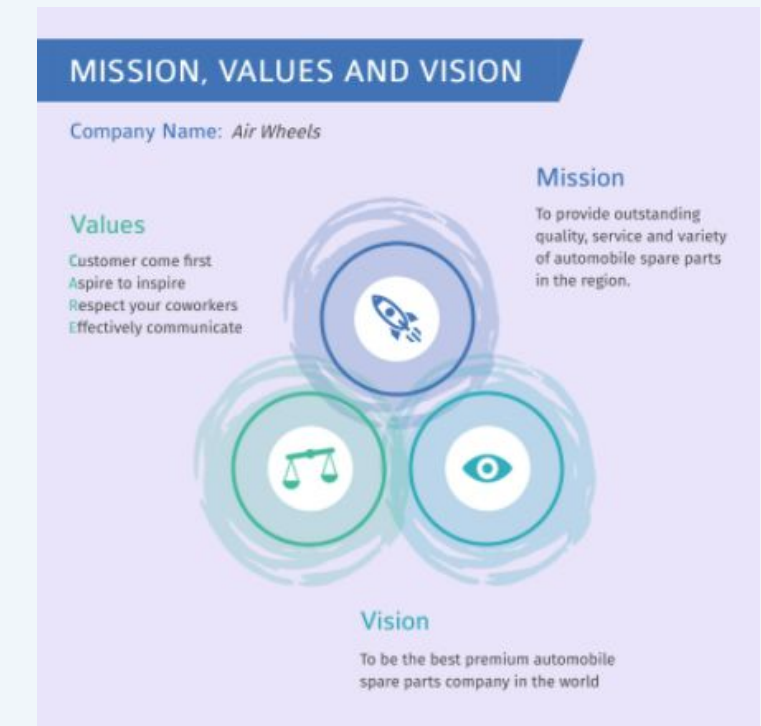 MISSION, VALUES AND VISION
Company Name: Air Wheels
Mission
To provide outstanding
quality, service and variety
of automobile spare parts
in the region.
Values
Customer come first
Aspire to inspire
Respect your coworkers
Effectively communicate
Vision
To be the best premium automobile
spare parts company in the world